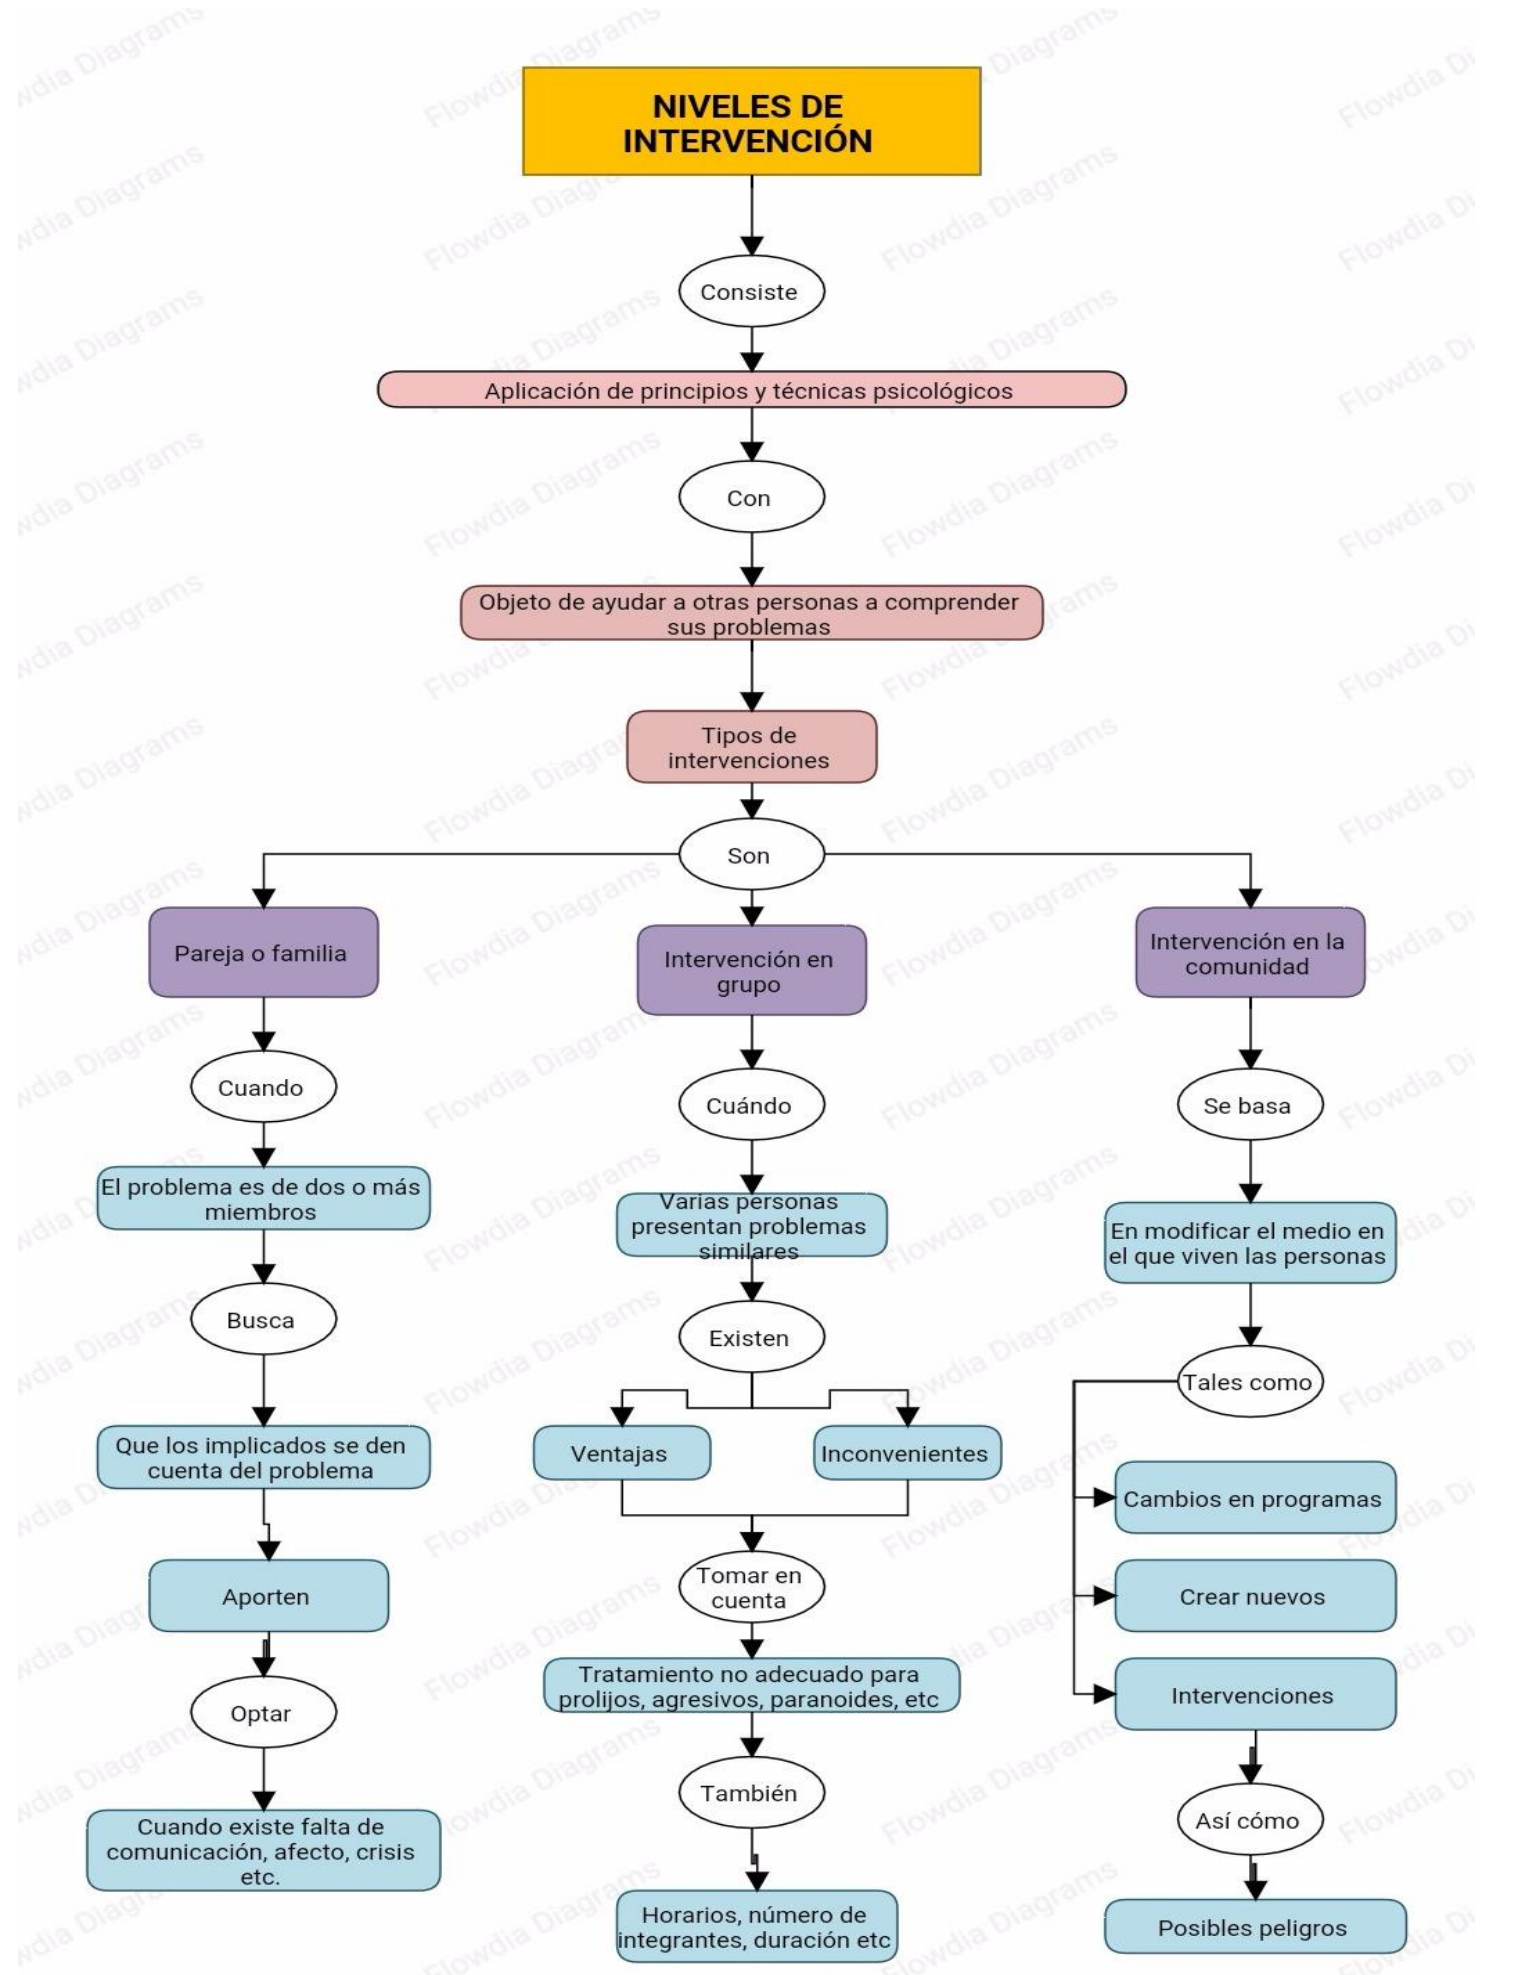 NIVELES DE
INTERVENCIÓN
Consiste
Aplicación de principios y técnicas psicológicos
Con
Objeto de ayudar a otras personas a comprender
sus problemas
Tipos de
intervenciones
Son
Pareja o familia
Cuando
El problema es de dos o más
miembros
Busca
Que los implicados se den
cuenta del problema
Aporten
Optar
Cuando existe falta de
comunicación, afecto, crisis
etc.
Intervención en
grupo
Cuándo
Varias personas
presentan problemas
similares
Existen
Ventajas
Inconvenientes
Tomar en
cuenta
Tratamiento no adecuado para
prolijos, agresivos, paranoides, etc
También
Horarios, número de
integrantes, duración etc
Intervención en la
comunidad
Se basa
En modificar el medio en
el que viven las personas
Tales como
Cambios en programas
Crear nuevos
Intervenciones
Así cómo
Posibles peligros
Flowdia Diagrams